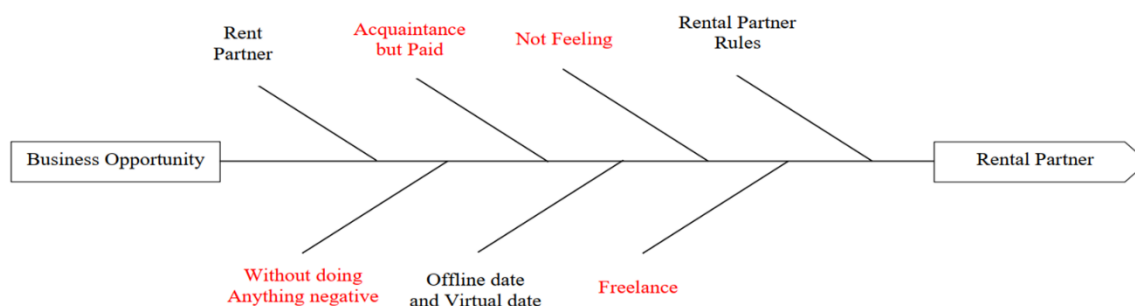 Rent
Partner
Acquaintance
but Paid
Not Feeling
Rental Partner
Rules
Business Opportunity
Rental Partner
Without doing
Anything negative
Offline date
and Virtual date
Freelance